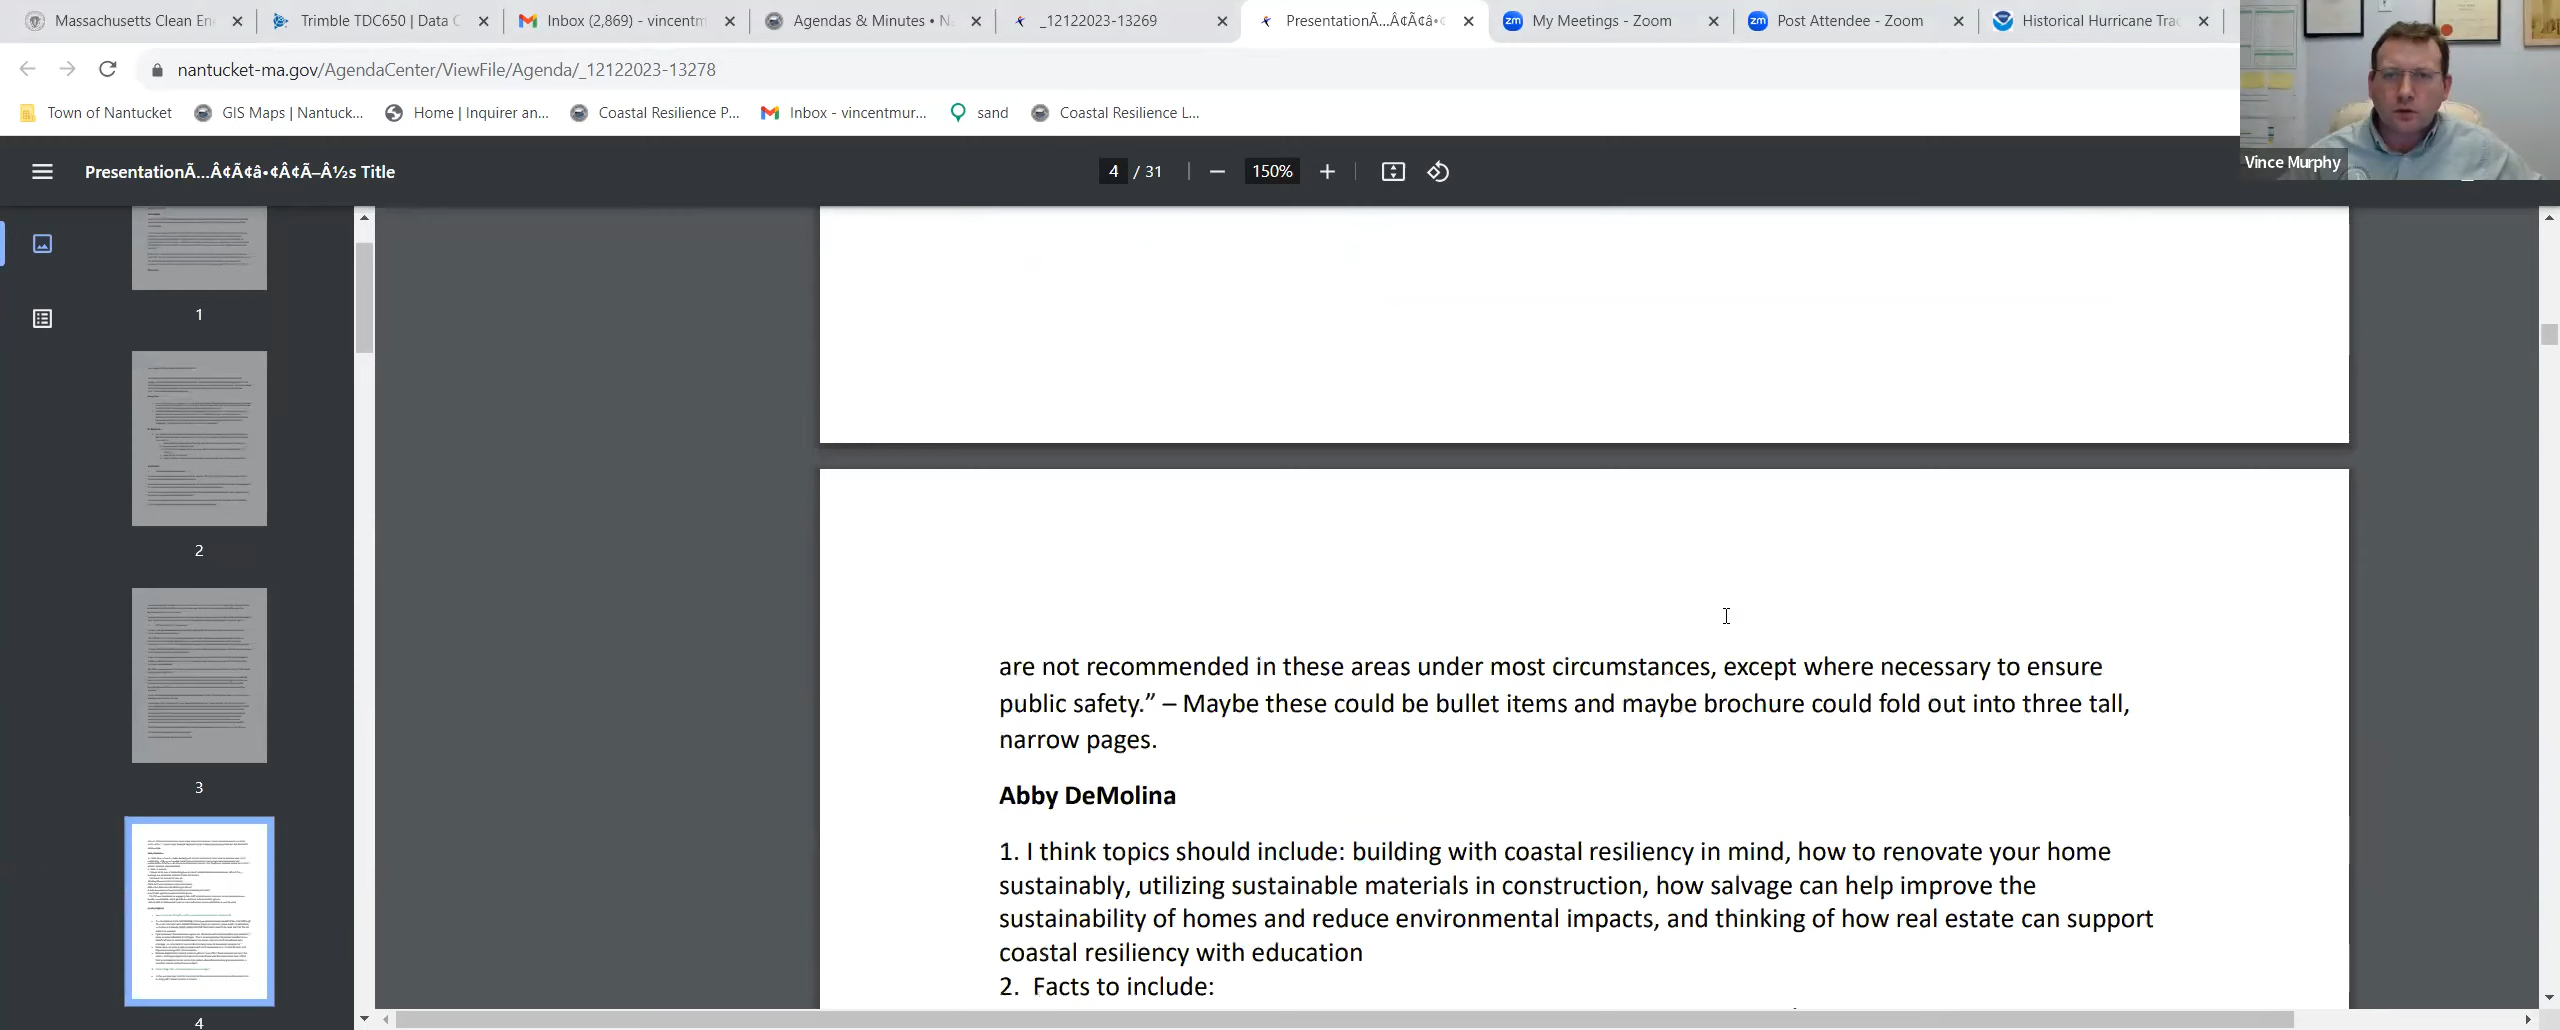 Massachusetts Clean En
Trimble TDC650 | Data C
Inbox (2,869) - vincentm
Agendas & Minutes • Na
_12122023-13269
PresentationÃ…Â¢Ã¢â•
My Meetings - Zoom
Post Attendee - Zoom
Historical Hurricane Trac
nantucket-ma.gov/AgendaCenter/ViewFile/Agenda/_12122023-13278
Town of Nantucket
GIS Maps | Nantuck...
Home | Inquirer an...
Coastal Resilience P...
Inbox - vincentmur...
sand
Coastal Resilience L...
Vince Murphy
PresentationÃ…Â¢Ã¢â•¢Â¢Ã–Â½s Title
4 / 31
150%
1
2
3
4
are not recommended in these areas under most circumstances, except where necessary to ensure
public safety.” – Maybe these could be bullet items and maybe brochure could fold out into three tall,
narrow pages.
Abby DeMolina
1. I think topics should include: building with coastal resiliency in mind, how to renovate your home
sustainably, utilizing sustainable materials in construction, how salvage can help improve the
sustainability of homes and reduce environmental impacts, and thinking of how real estate can support
coastal resiliency with education
2. Facts to include: